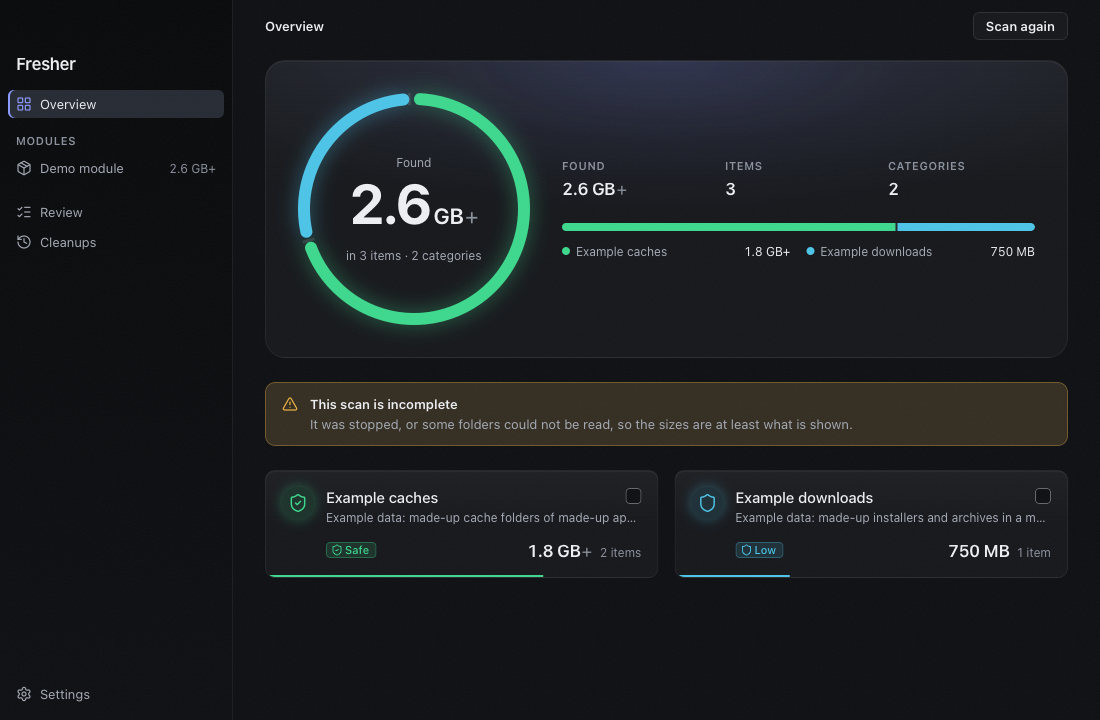 Fresher
Overview
MODULES
Demo module 2.6 GB+
Review
Cleanups
Settings
Overview
Scan again
Found
2.6 GB+
in 3 items · 2 categories
FOUND ITEMS CATEGORIES
2.6 GB+ 3 2
Example caches 1.8 GB+ Example downloads 750 MB
This scan is incomplete
It was stopped, or some folders could not be read, so the sizes are at least what is shown.
Example caches
Example data: made-up cache folders of made-up ap...
Safe 1.8 GB+ 2 items
Example downloads
Example data: made-up installers and archives in a m...
Low 750 MB 1 item